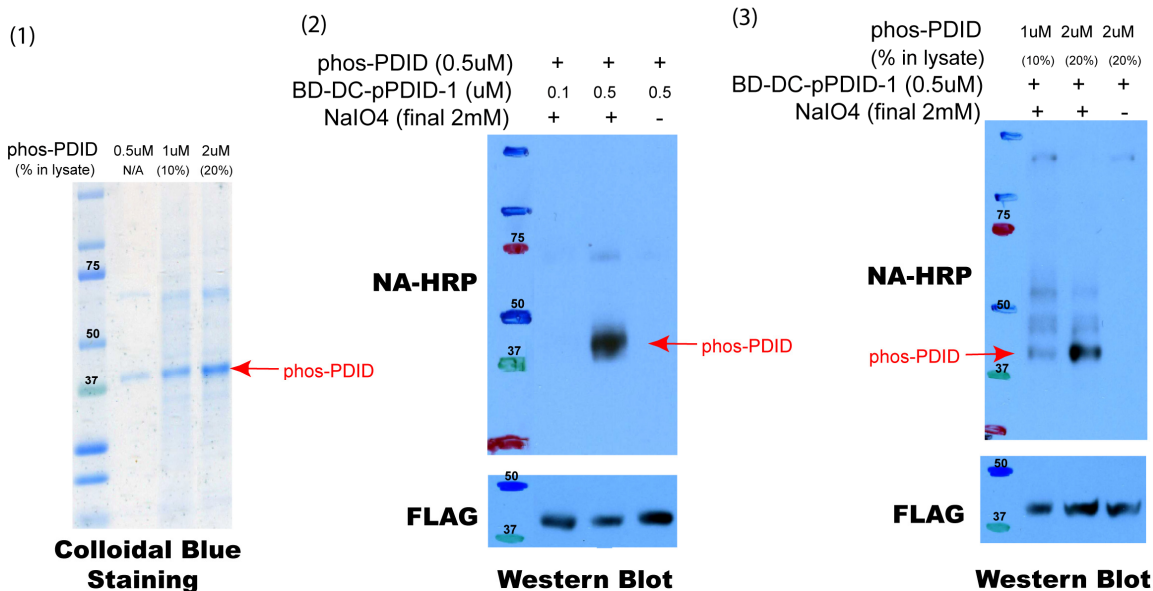 (1)
phos-PDID 0.5uM 1uM 2uM
(% in lysate) N/A (10%) (20%)
75
50
37
phos-PDID
Colloidal Blue
Staining
(2)
phos-PDID (0.5uM) + + +
BD-DC-pPDID-1 (uM) 0.1 0.5 0.5
NaIO4 (final 2mM) + + -
75
NA-HRP
50
37
phos-PDID
50
FLAG
37
Western Blot
(3)
phos-PDID 1uM 2uM 2uM
(% in lysate) (10%) (20%) (20%)
BD-DC-pPDID-1 (0.5uM) + + +
NaIO4 (final 2mM) + + -
75
NA-HRP
50
phos-PDID
37
50
FLAG
37
Western Blot